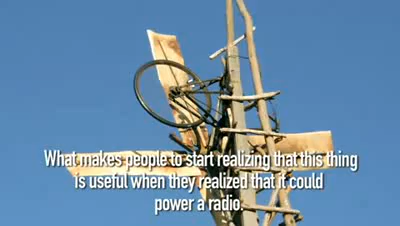 What makes people to start realizing that this thing
is useful when they realized that it could
power a radio.